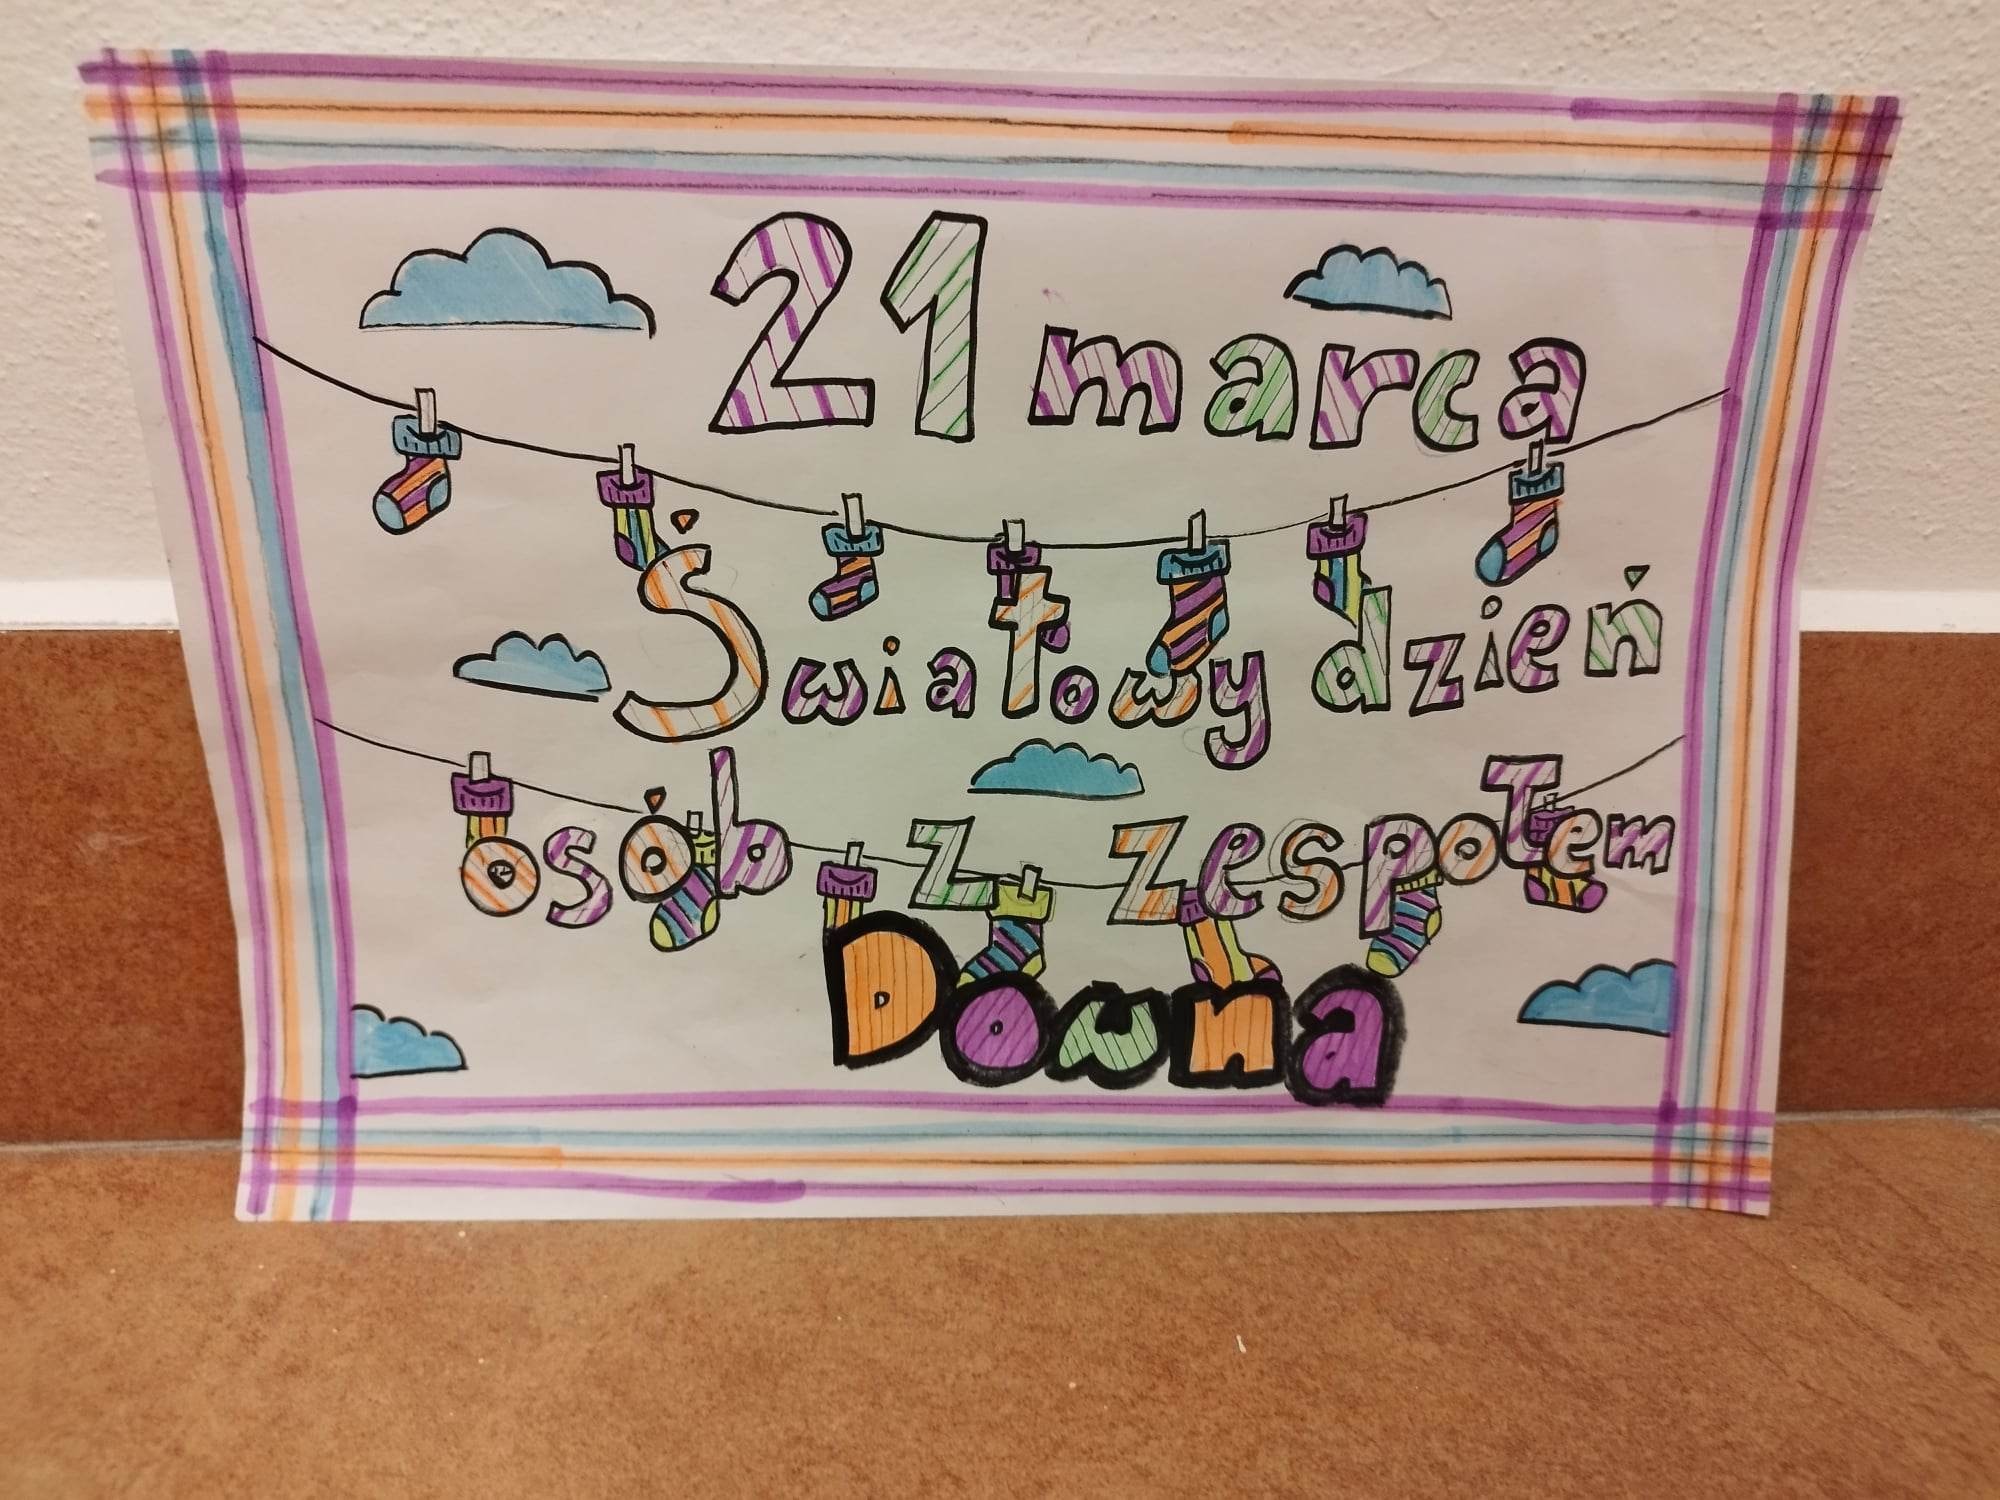 21 marca
Światowy dzień
osób z zespołem
Downa